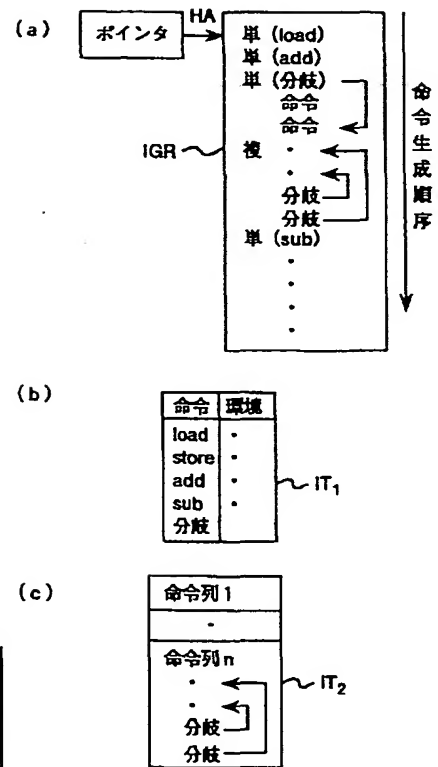 (a)
ポインタ
HA
単 (load)
単 (add)
単 (分岐)
命令
命令
IGR
複 ・
・
分岐
分岐
単 (sub)
・
・
・
・
命令生成順序
(b)
命令 環境
load ・
store ・
add ・
sub ・
分岐
IT₁
(c)
命令列 1
・
命令列 n
・
・
分岐
分岐
IT₂